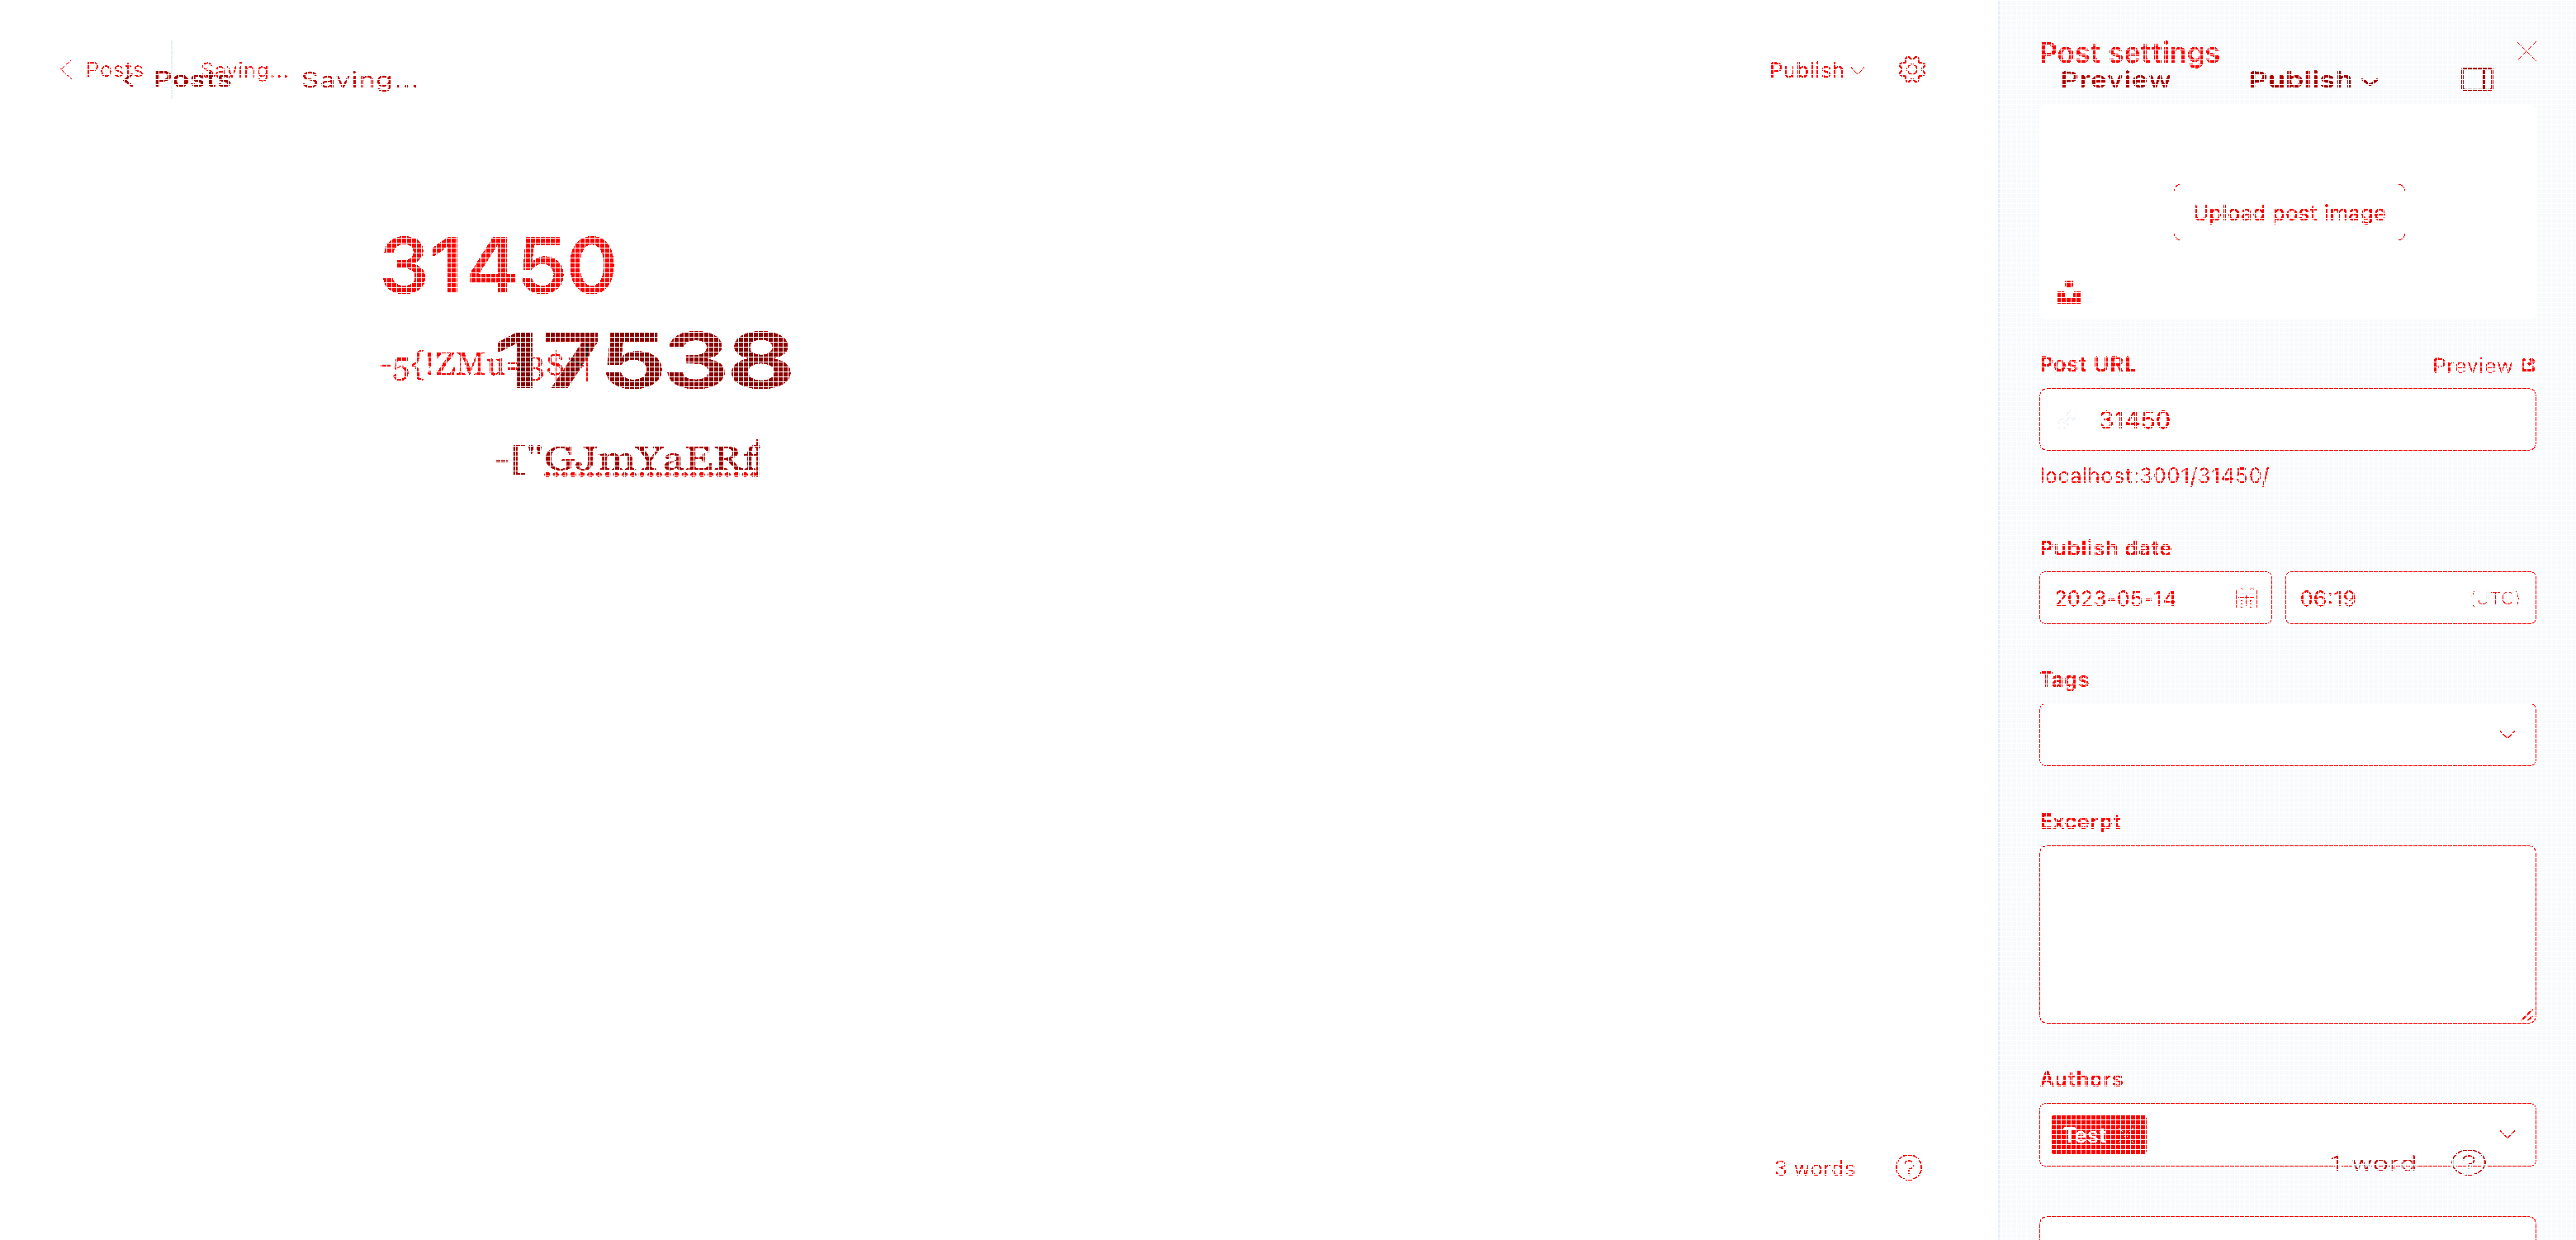 Posts Saving...
Publish
Post settings
Posts Saving...
Preview Publish
Upload post image
31450
17538
-5{!ZMu
-["GJmYaERf
Post URL Preview
31450
localhost:3001/31450/
Publish date
2023-05-14 06:19 (UTC)
Tags
Excerpt
Authors
Test
3 words ?
1 word ?